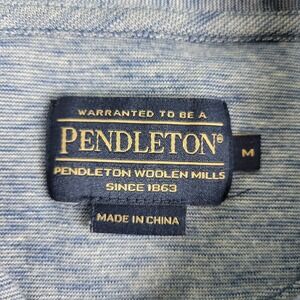 WARRANTED TO BE A
PENDLETON®
M
PENDLETON WOOLEN MILLS
SINCE 1863
MADE IN CHINA